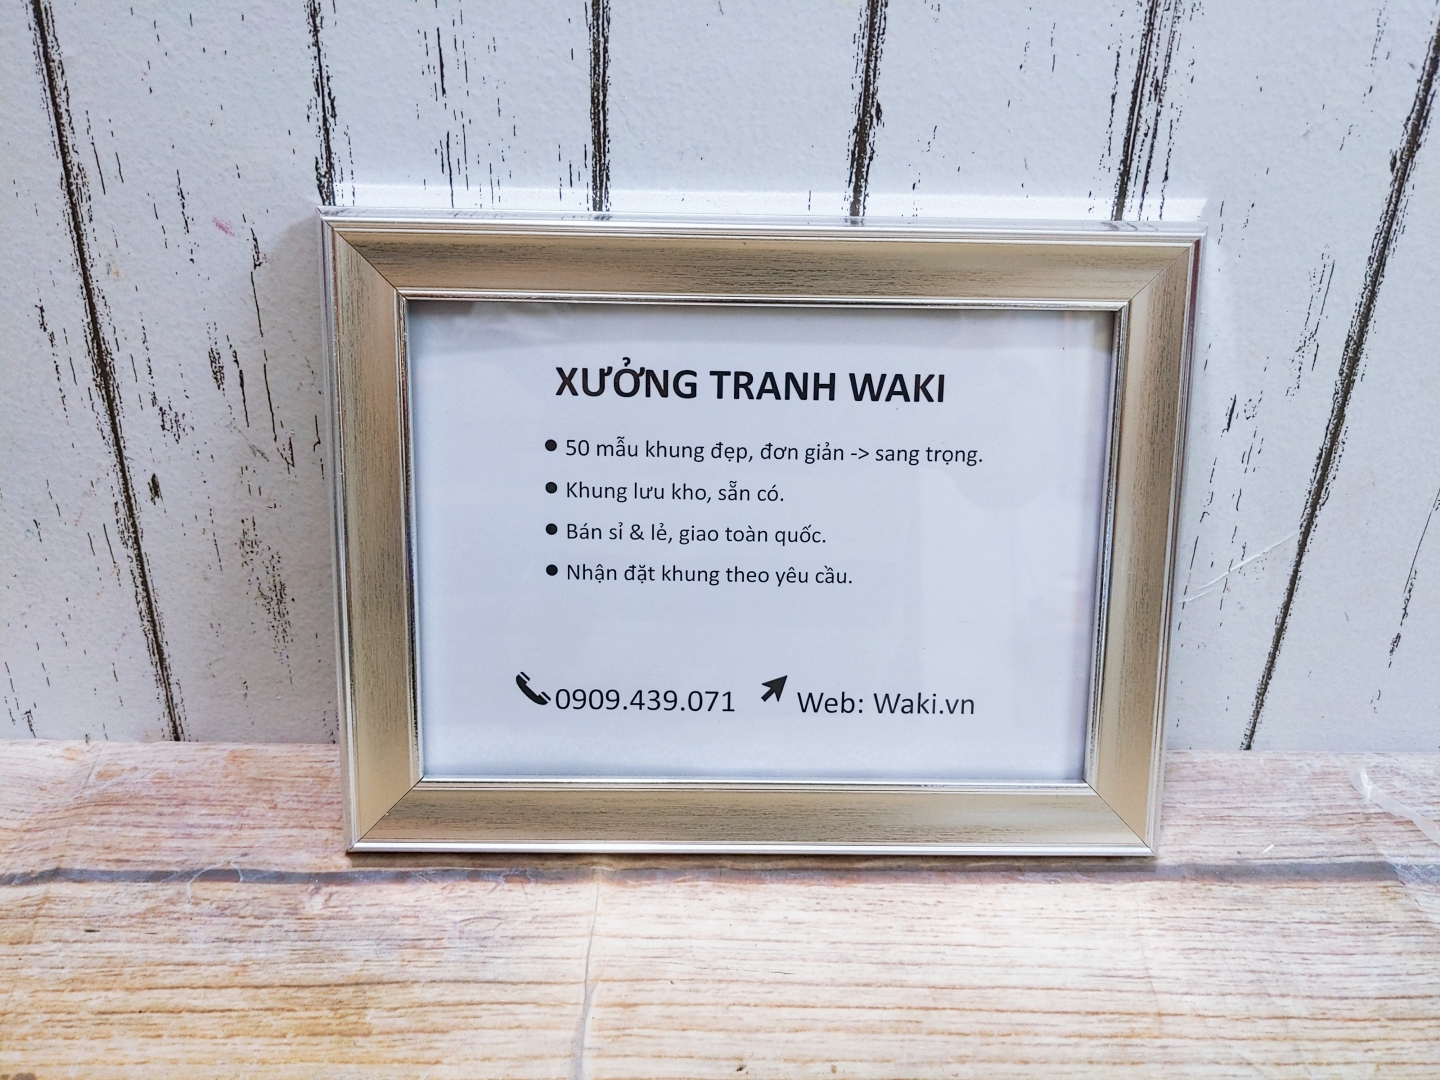 XƯỞNG TRANH WAKI
● 50 mẫu khung đẹp, đơn giản -> sang trọng.
● Khung lưu kho, sẵn có.
● Bán sỉ & lẻ, giao toàn quốc.
● Nhận đặt khung theo yêu cầu.
0909.439.071 Web: Waki.vn